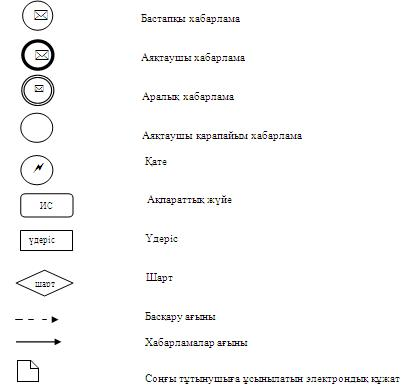 Бастапқы хабарлама
Аяқтаушы хабарлама
Аралық хабарлама
Аяқтаушы қарапайым хабарлама
Қате
ИС
Ақпараттық жүйе
үдеріс
Үдеріс
шарт
Шарт
Басқару ағыны
Хабарламалар ағыны
Соңғы тұтынушыға ұсынылатын электрондық құжат